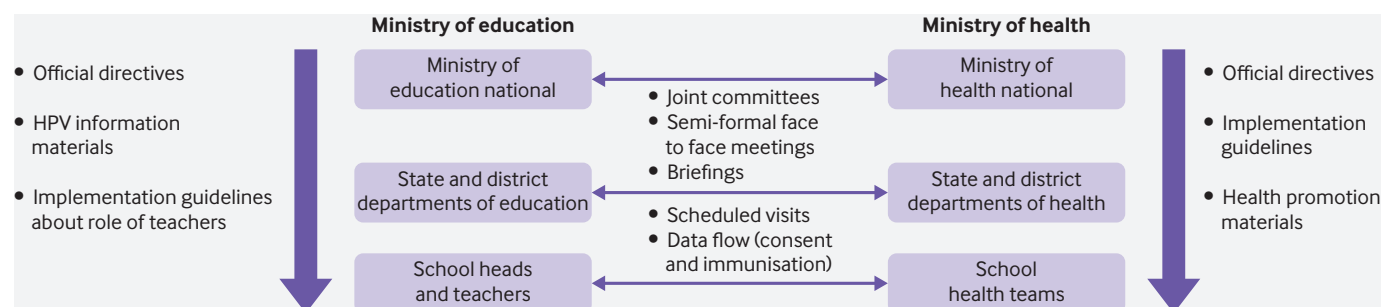 Ministry of education
Ministry of health
• Official directives
• HPV information
materials
• Implementation guidelines
about role of teachers
Ministry of
education national
State and district
departments of education
School heads
and teachers
• Joint committees
• Semi-formal face
to face meetings
• Briefings
• Scheduled visits
• Data flow (consent
and immunisation)
Ministry of
health national
State and district
departments of health
School
health teams
• Official directives
• Implementation
guidelines
• Health promotion
materials